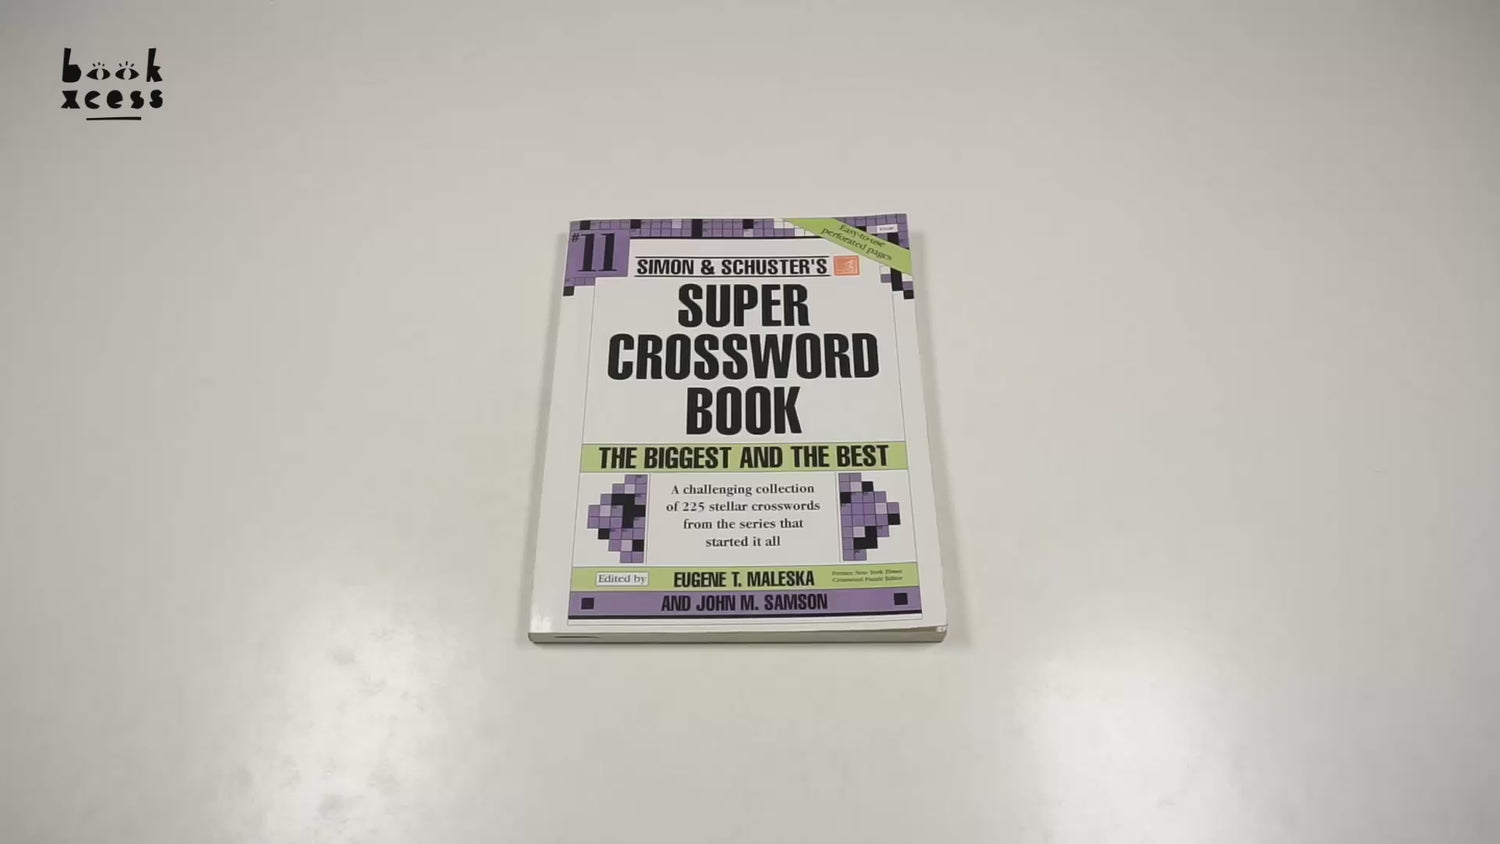 book
xcess
#11
Easy-to-use
perforated pages
SIMON & SCHUSTER'S
SUPER
CROSSWORD
BOOK
THE BIGGEST AND THE BEST
A challenging collection
of 225 stellar crosswords
from the series that
started it all
Edited by
EUGENE T. MALESKA
Former New York Times
Crossword Puzzle Editor
AND JOHN M. SAMSON